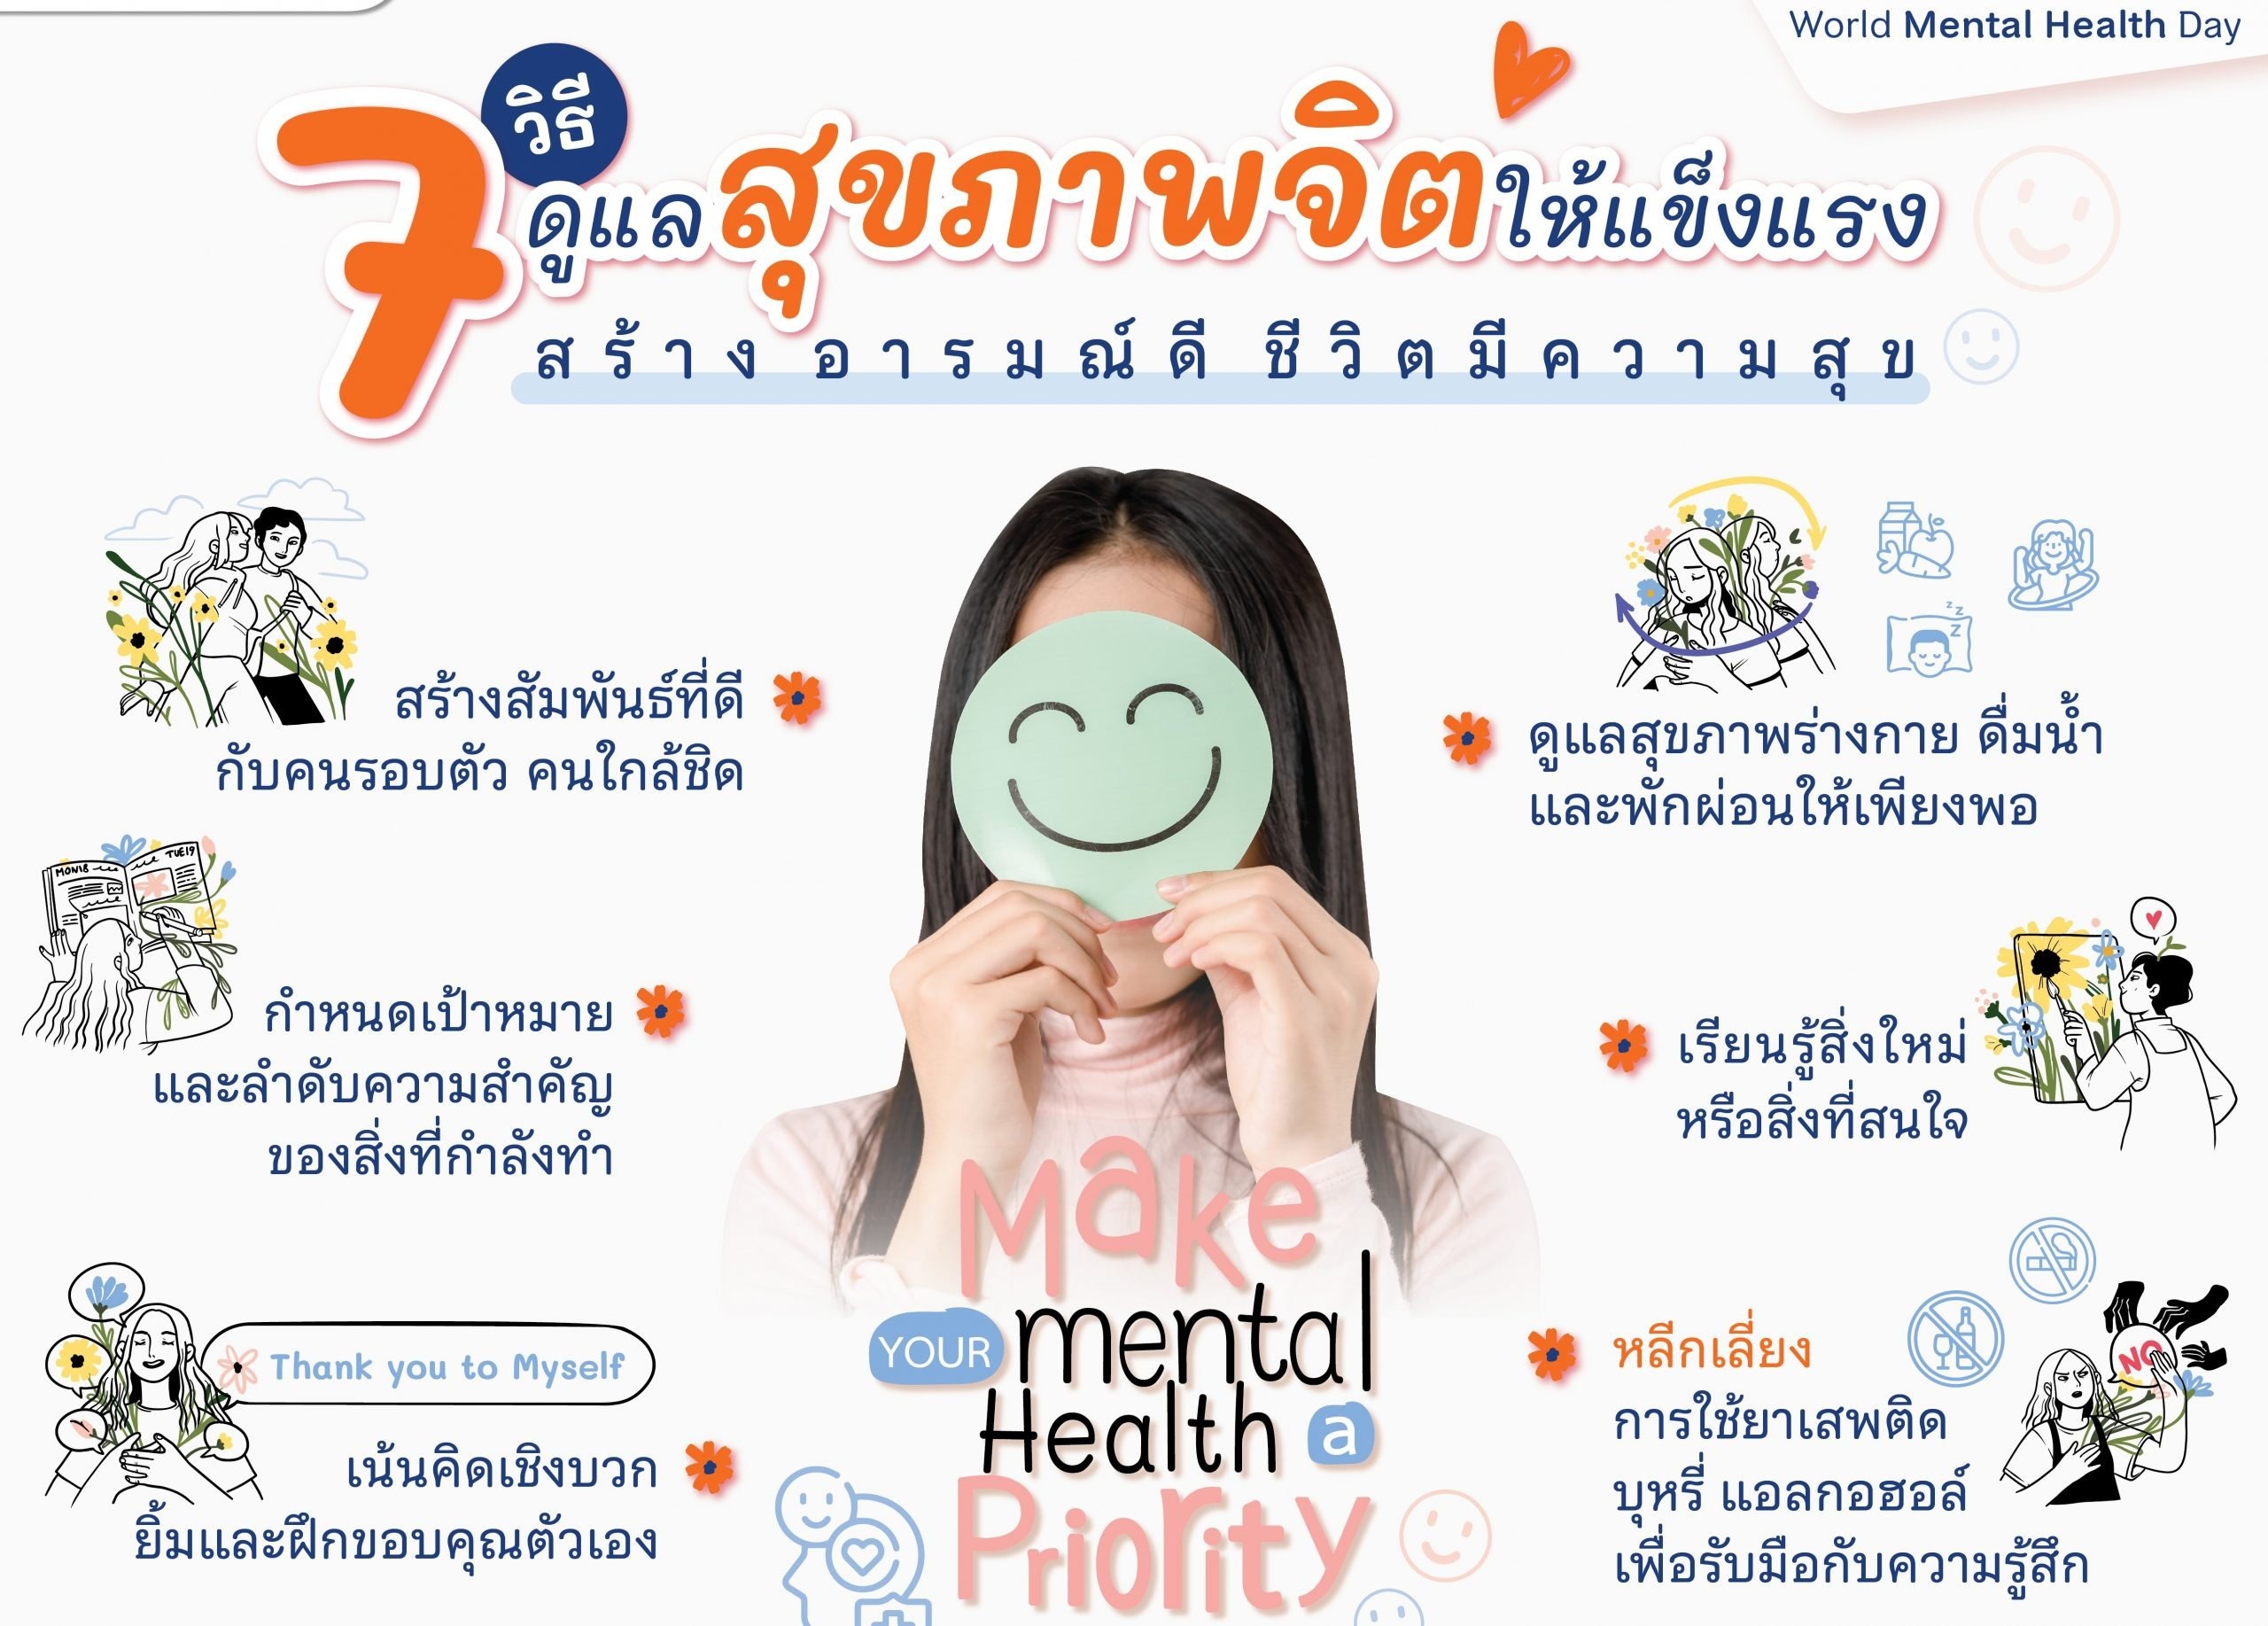 World Mental Health Day
7 วิธี
ดูแลสุขภาพจิตให้แข็งแรง
สร้างอารมณ์ดี ชีวิตมีความสุข
สร้างสัมพันธ์ที่ดี
กับคนรอบตัว คนใกล้ชิด
MON18
TUE19
กำหนดเป้าหมาย
และลำดับความสำคัญ
ของสิ่งที่กำลังทำ
Thank you to Myself
เน้นคิดเชิงบวก
ยิ้มและฝึกขอบคุณตัวเอง
ดูแลสุขภาพร่างกาย ดื่มน้ำ
และพักผ่อนให้เพียงพอ
z z
z
เรียนรู้สิ่งใหม่
หรือสิ่งที่สนใจ
หลีกเลี่ยง
การใช้ยาเสพติด
บุหรี่ แอลกอฮอล์
เพื่อรับมือกับความรู้สึก
NO
Make
YOUR mental
Health a
Priority